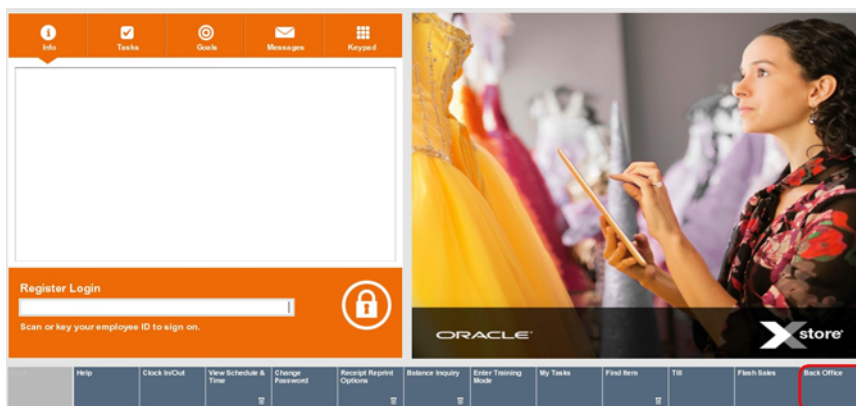 Info
Tasks
Goals
Messages
Keypad
Register Login
Scan or key your employee ID to sign on.
ORACLE
X store
Help
Clock In/Out
View Schedule &
Time
Change
Password
Receipt Reprint
Options
Balance Inquiry
Enter Training
Mode
My Tasks
Find Item
Till
Flash Sales
Back Office